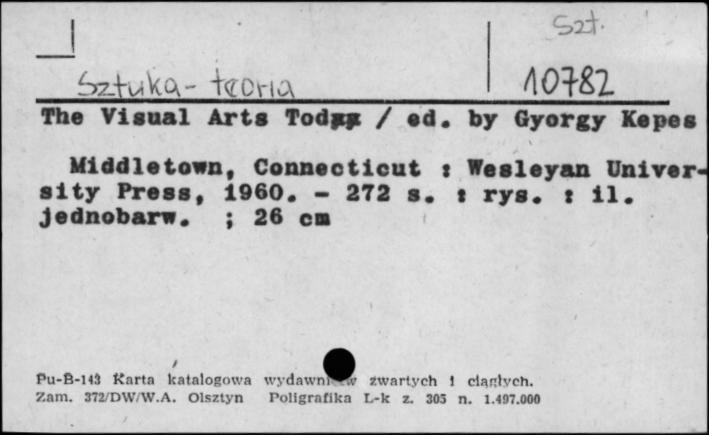 Szt.
Sztuka - teoria 10782
The Visual Arts Today / ed. by Gyorgy Kepes
Middletown, Connecticut : Wesleyan Univer-
sity Press, 1960. - 272 s. : rys. : il.
jednobarw. ; 26 cm
Pu-B-143 Karta katalogowa zwartych i ciągłych.
Zam. 372/DW/W.A. Olsztyn Poligrafika L-k z. 305 n. 1.497.000